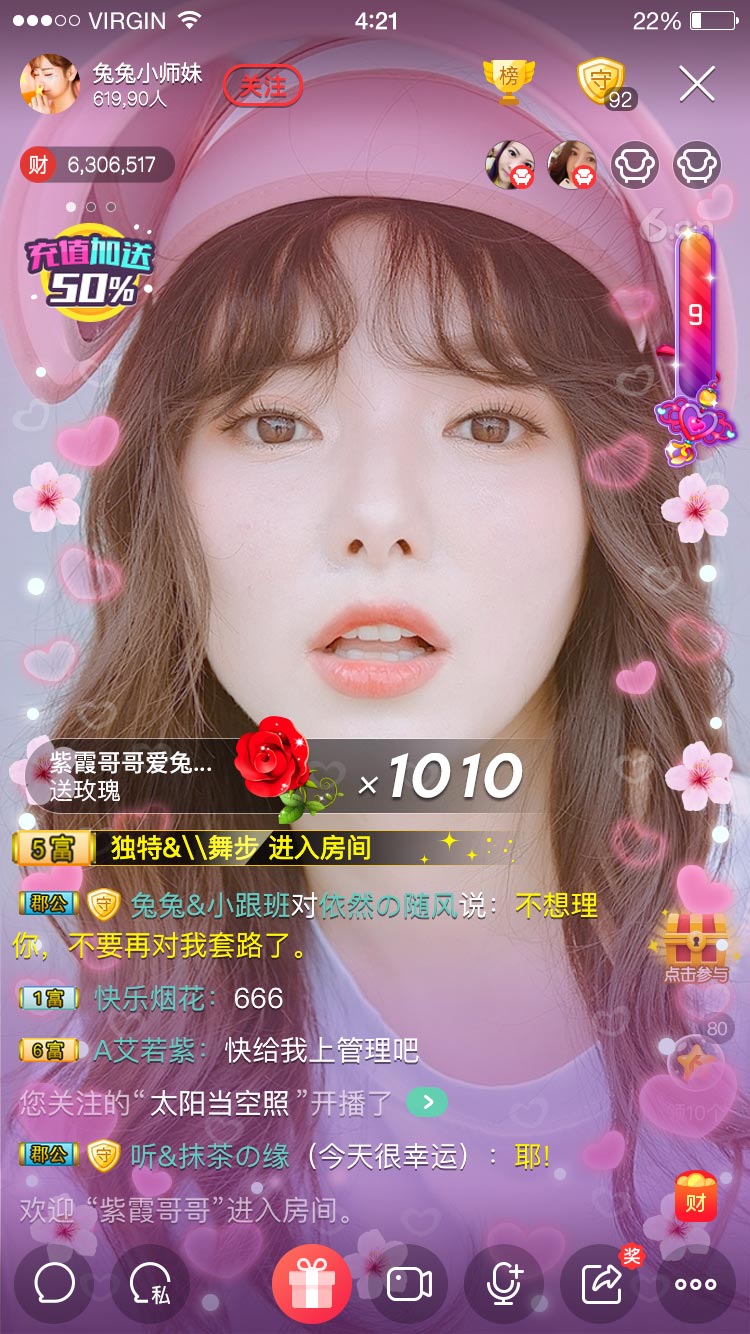 VIRGIN
4:21
22%
兔兔小师妹
619,90人
关注
榜
守
92
财 6,306,517
充值加送
50%
9
紫霞哥哥爱兔...
送玫瑰
×1010
5富 独特&\\舞步 进入房间
郡公 守 兔兔&小跟班对依然の随风说：不想理
你，不要再对我套路了。
点击参与
1富 快乐烟花：666
80
6富 A艾若紫：快给我上管理吧
您关注的“太阳当空照”开播了
领10个
郡公 守 听&抹茶の缘（今天很幸运）：耶!
财
欢迎“紫霞哥哥”进入房间。
私
奖